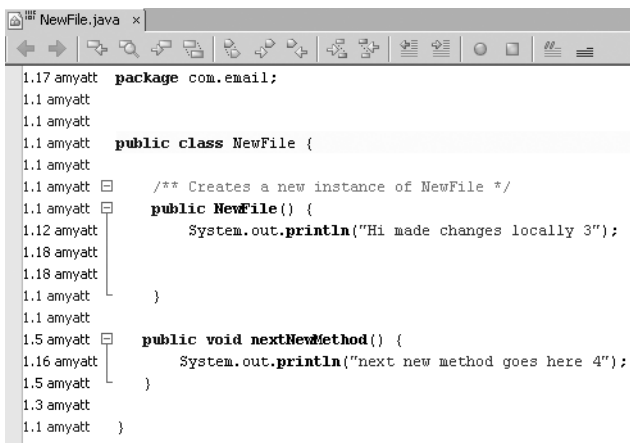 NewFile.java ×
1.17 amyatt package com.email;
1.1 amyatt
1.1 amyatt
1.1 amyatt public class NewFile {
1.1 amyatt
1.1 amyatt /** Creates a new instance of NewFile */
1.1 amyatt public NewFile() {
1.12 amyatt System.out.println("Hi made changes locally 3");
1.18 amyatt
1.18 amyatt
1.1 amyatt }
1.1 amyatt
1.5 amyatt public void nextNewMethod() {
1.16 amyatt System.out.println("next new method goes here 4");
1.5 amyatt }
1.3 amyatt
1.1 amyatt }